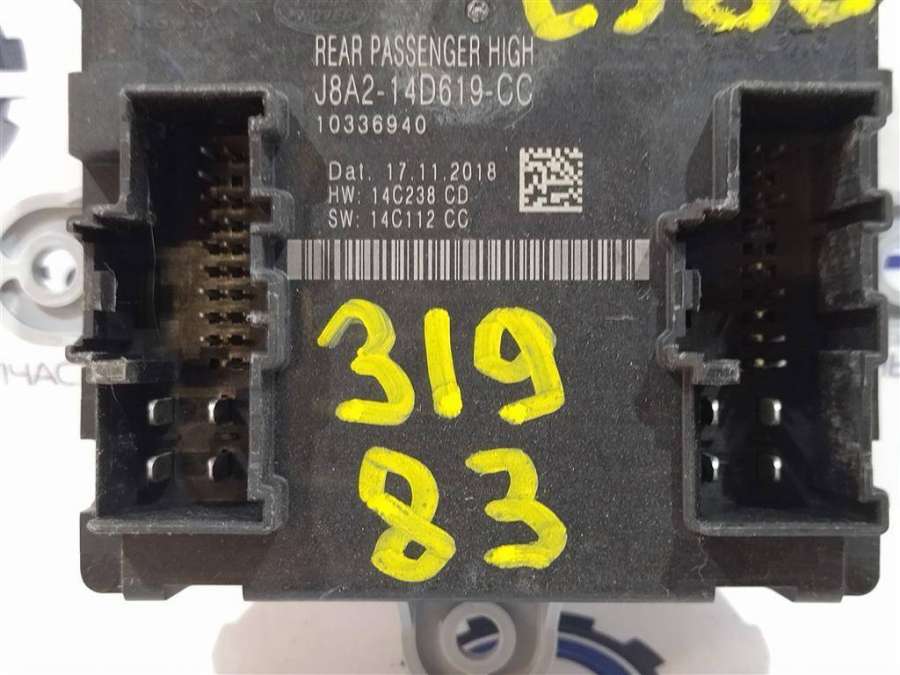 REAR PASSENGER HIGH
J8A2-14D619-CC
10336940
Dat. 17.11.2018
HW: 14C238 CD
SW: 14C112 CC
319
83